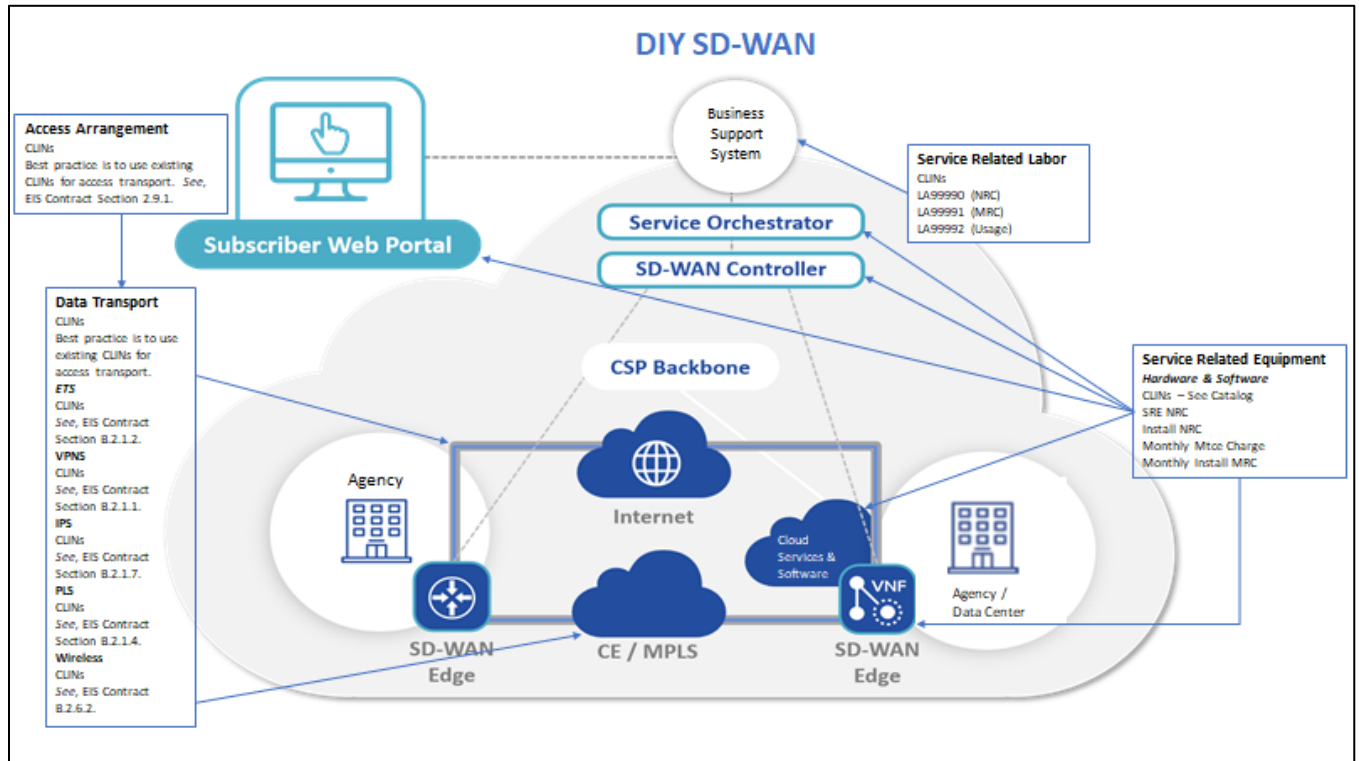 DIY SD-WAN
Access Arrangement
CLINs
Best practice is to use existing
CLINs for access transport. See,
EIS Contract Section 2.9.1.
Subscriber Web Portal
Business
Support
System
Service Orchestrator
SD-WAN Controller
Service Related Labor
CLINs
LA99990 (NRC)
LA99991 (MRC)
LA99992 (Usage)
Data Transport
CLINs
Best practice is to use
existing CLINs for
access transport.
ETS
CLINs
See, EIS Contract
Section B.2.1.2.
VPNS
CLINs
See, EIS Contract
Section B.2.1.1.
IPS
CLINs
See, EIS Contract
Section B.2.1.7.
PLS
CLINs
See, EIS Contract
Section B.2.1.4.
Wireless
CLINs
See, EIS Contract
B.2.6.2.
CSP Backbone
Service Related Equipment
Hardware & Software
CLINs – See Catalog
SRE NRC
Install NRC
Monthly Mtce Charge
Monthly Install MRC
Agency
Internet
Cloud
Services &
Software
VNF
Agency /
Data Center
SD-WAN
Edge
CE / MPLS
SD-WAN
Edge